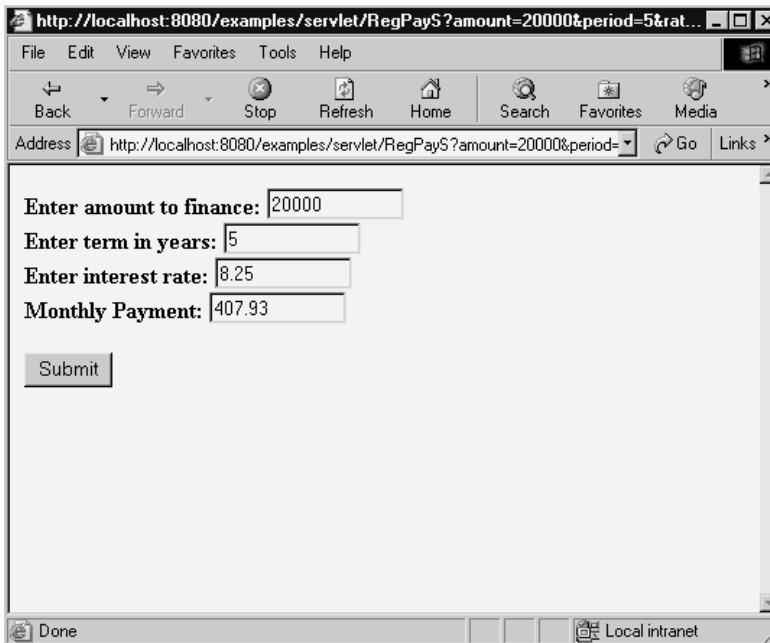 http://localhost:8080/examples/servlet/RegPayS?amount=20000&period=5&rat...
File Edit View Favorites Tools Help
Back Forward Stop Refresh Home Search Favorites Media
Address http://localhost:8080/examples/servlet/RegPayS?amount=20000&period= Go Links
Enter amount to finance: 20000
Enter term in years: 5
Enter interest rate: 8.25
Monthly Payment: 407.93
Submit
Done Local intranet